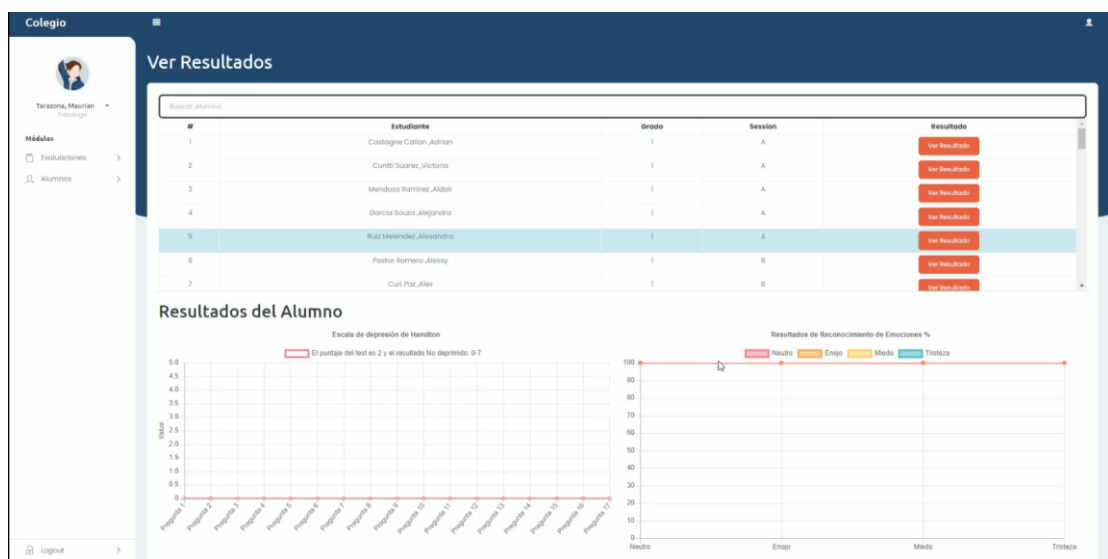 Colegio
Tarazona, Maurian
Psicologo
Módulos
Evaluaciones
Alumnos
Logout
Ver Resultados
Buscar Alumno
# Estudiante Grado Session Resultado
1 Castagne Callan ,Adrian 1 A Ver Resultado
2 Cuntti Suarez ,Victoria 1 A Ver Resultado
3 Mendoza Ramirez ,Aldair 1 A Ver Resultado
4 Garcia Souza ,Alejandra 1 A Ver Resultado
5 Ruiz Melendez ,Alesandra 1 A Ver Resultado
6 Pastor Romero ,Alessy 1 B Ver Resultado
7 Curi Paz ,Alex 1 B Ver Resultado
Resultados del Alumno
Escala de depresión de Hamilton
El puntaje del test es 2 y el resultado No deprimido: 0-7
Value
5.0
4.5
4.0
3.5
3.0
2.5
2.0
1.5
1.0
0.5
0
Pregunta 1 Pregunta 2 Pregunta 3 Pregunta 4 Pregunta 5 Pregunta 6 Pregunta 7 Pregunta 8 Pregunta 9 Pregunta 10 Pregunta 11 Pregunta 12 Pregunta 13 Pregunta 14 Pregunta 15 Pregunta 16 Pregunta 17
Resultados de Reconocimiento de Emociones %
Neutro Enojo Miedo Tristeza
100
90
80
70
60
50
40
30
20
10
0
Neutro Enojo Miedo Tristeza